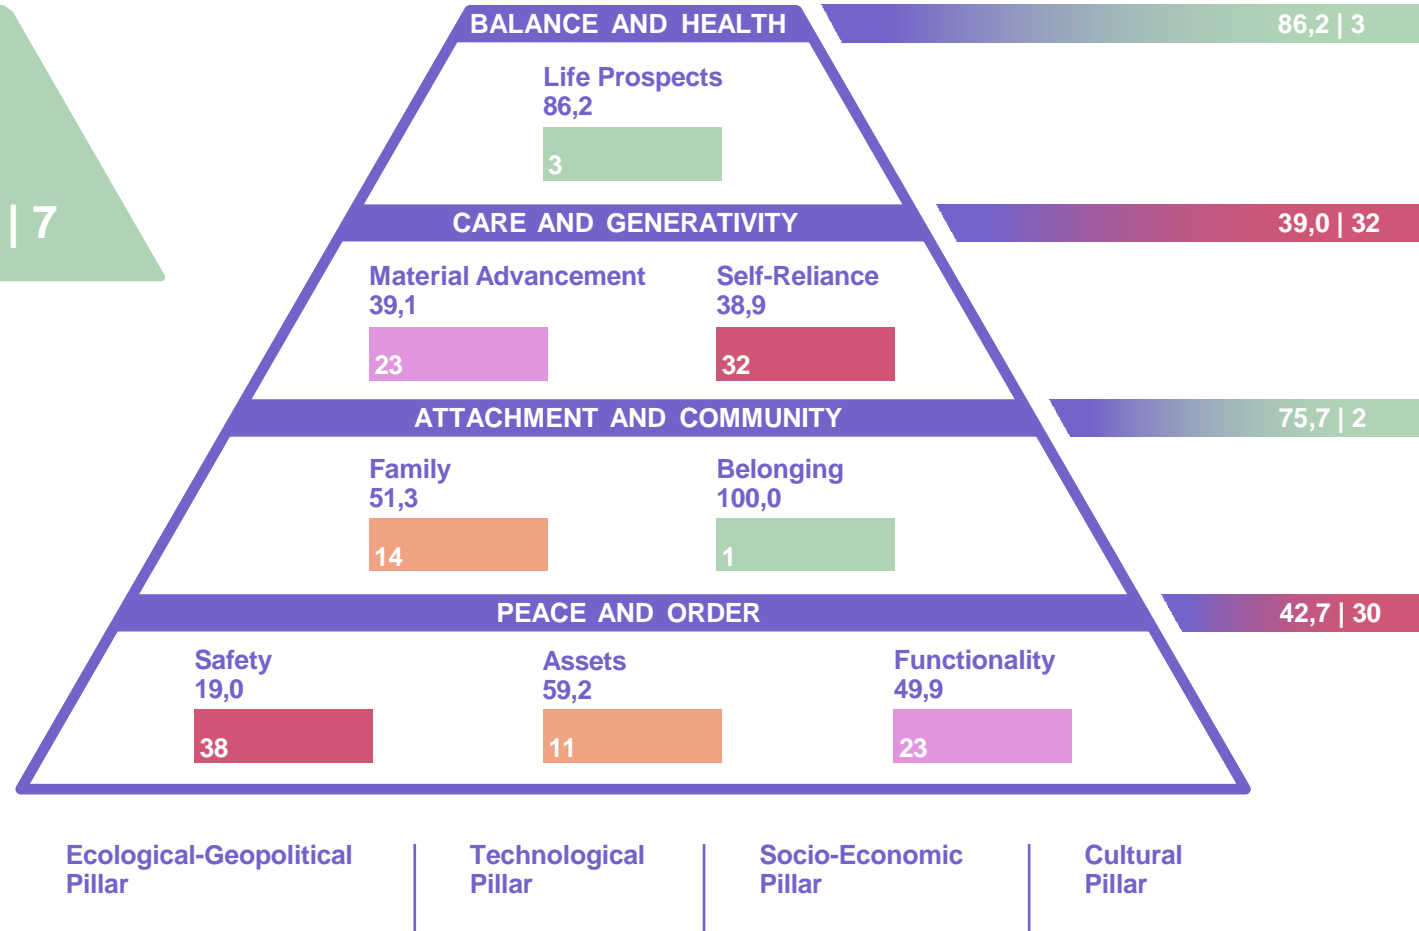 BALANCE AND HEALTH
86,2 | 3
Life Prospects
86,2
3
| 7
CARE AND GENERATIVITY
39,0 | 32
Material Advancement
39,1
23
Self-Reliance
38,9
32
ATTACHMENT AND COMMUNITY
75,7 | 2
Family
51,3
14
Belonging
100,0
1
PEACE AND ORDER
42,7 | 30
Safety
19,0
38
Assets
59,2
11
Functionality
49,9
23
Ecological-Geopolitical
Pillar
Technological
Pillar
Socio-Economic
Pillar
Cultural
Pillar